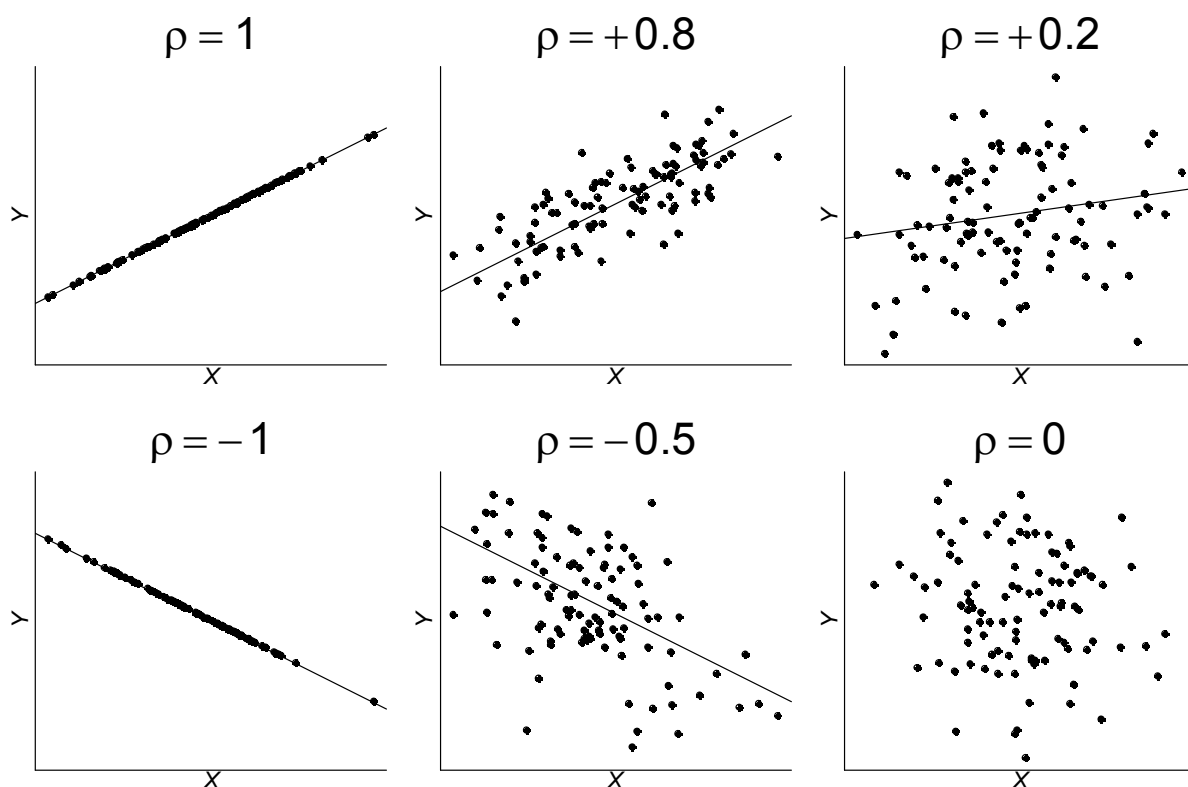 ρ = 1
ρ = +0.8
ρ = +0.2
Y
X
Y
X
Y
X
ρ = −1
ρ = −0.5
ρ = 0
Y
X
Y
X
Y
X